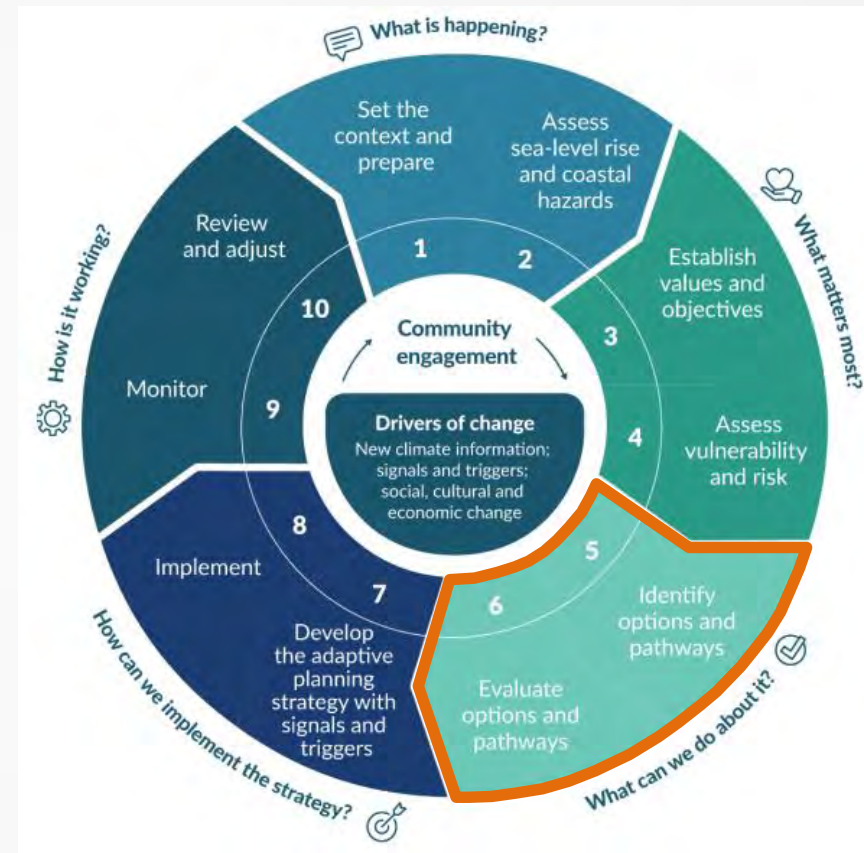 What is happening?
Set the
context and
prepare
1
Assess
sea-level rise
and coastal
hazards
2
What matters most?
Establish
values and
objectives
3
Assess
vulnerability
and risk
4
What can we do about it?
Identify
options and
pathways
5
Evaluate
options and
pathways
6
How can we implement the strategy?
Develop
the adaptive
planning
strategy with
signals and
triggers
7
Implement
8
How is it working?
Monitor
9
Review
and adjust
10
Community
engagement
Drivers of change
New climate information;
signals and triggers;
social, cultural and
economic change